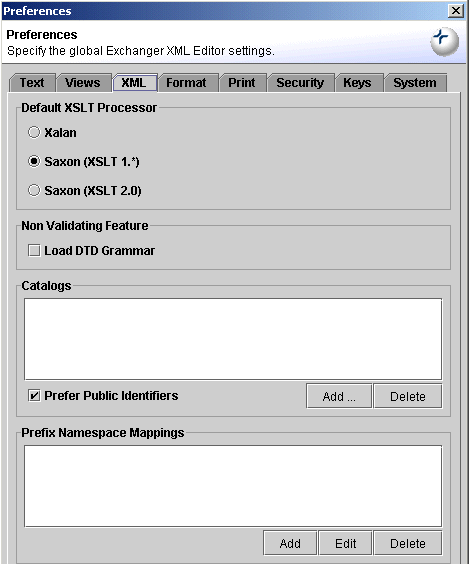 Preferences
Preferences
Specify the global Exchanger XML Editor settings.
Text Views XML Format Print Security Keys System
Default XSLT Processor
Xalan
Saxon (XSLT 1.*)
Saxon (XSLT 2.0)
Non Validating Feature
Load DTD Grammar
Catalogs
Prefer Public Identifiers Add ... Delete
Prefix Namespace Mappings
Add Edit Delete